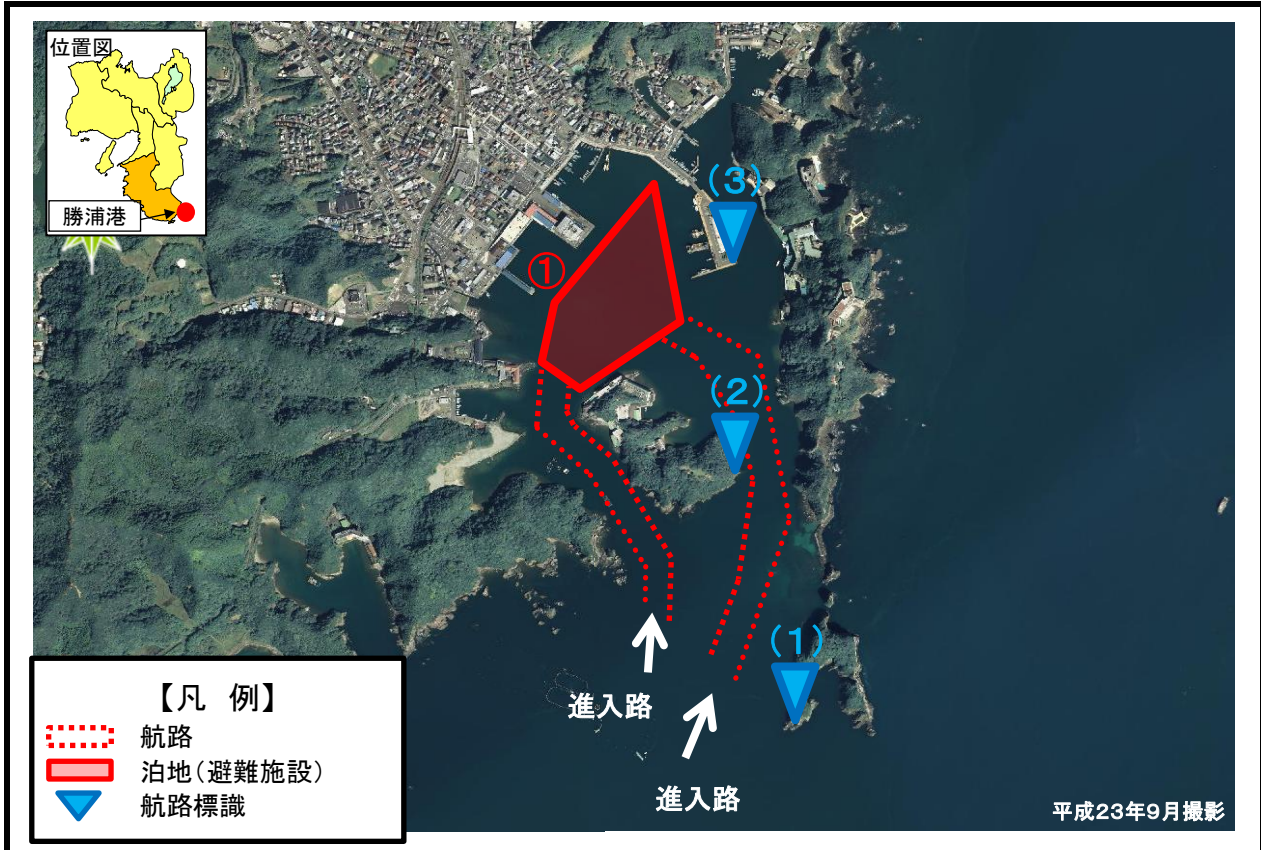 位置図
勝浦港
(3)
①
(2)
(1)
進入路
進入路
【凡 例】
航路
泊地(避難施設)
航路標識
平成23年9月撮影